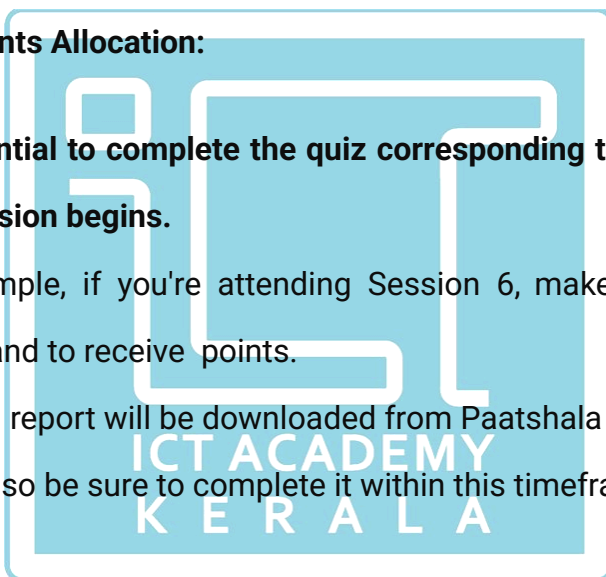 nts Allocation:
ntial to complete the quiz corresponding t
sion begins.
mple, if you're attending Session 6, make
and to receive points.
report will be downloaded from Paatshala
ICT ACADEMY
so be sure to complete it within this timefra
KERALA